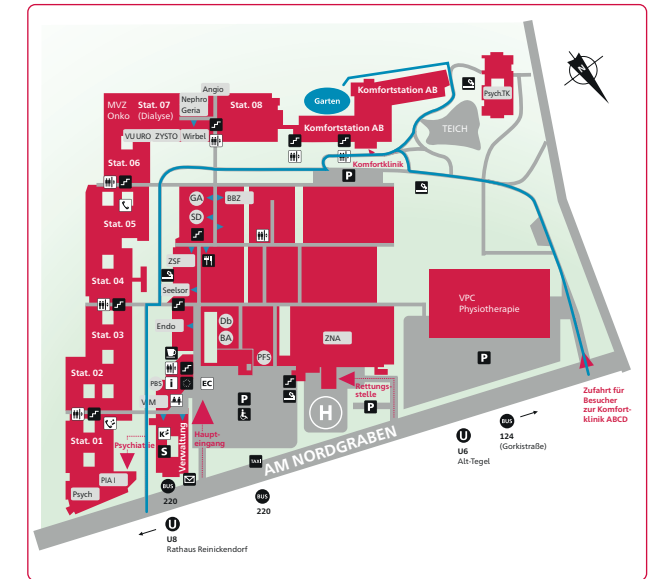 Angio
MVZ
Onko
Stat. 07
(Dialyse)
Nephro
Geria
Stat. 08
Garten
Komfortstation AB
Psych.TK
VU URO ZYSTO
Wirbel
Komfortstation AB
TEICH
Stat. 06
Komfortklinik
P
GA
BBZ
SD
Stat. 05
ZSF
Stat. 04
Seelsor
VPC
Physiotherapie
Endo
Db
BA
ZNA
Stat. 03
PFS
P
Stat. 02
PBS
i
EC
P
Rettungs-
stelle
P
H
Stat. 01
Psychiatrie
K
S
Verwaltung
Haupt-
eingang
Zufahrt für
Besucher
zur Komfort-
klinik ABCD
PIA I
Psych
TAXI
AM NORDGRABEN
U
U6
Alt-Tegel
BUS
124
(Gorkistraße)
BUS
220
BUS
220
U
U8
Rathaus Reinickendorf